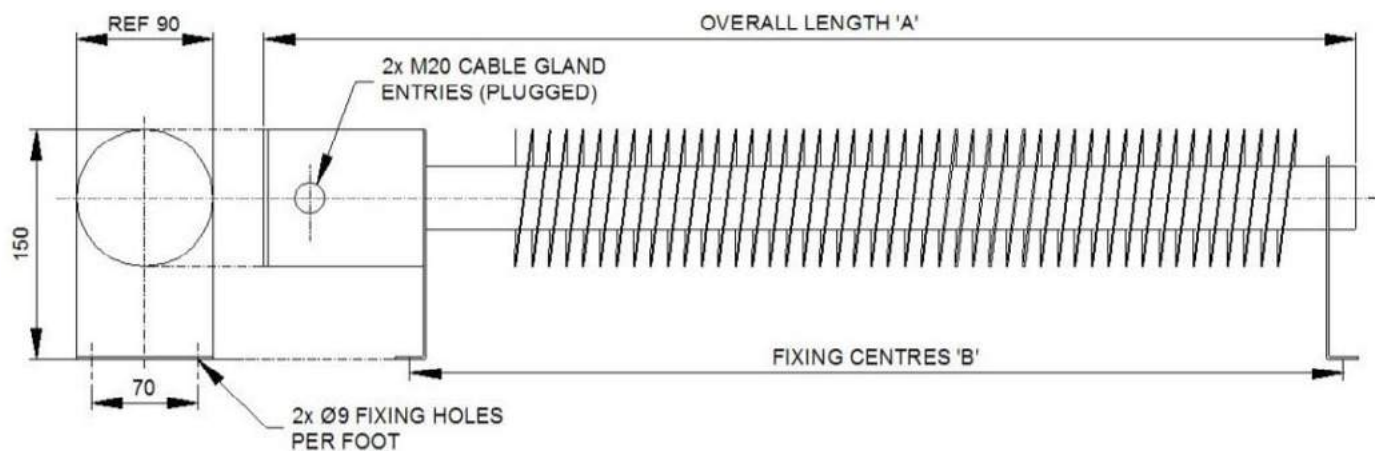 REF 90
OVERALL LENGTH 'A'
2x M20 CABLE GLAND
ENTRIES (PLUGGED)
150
FIXING CENTRES 'B'
70
2x Ø9 FIXING HOLES
PER FOOT